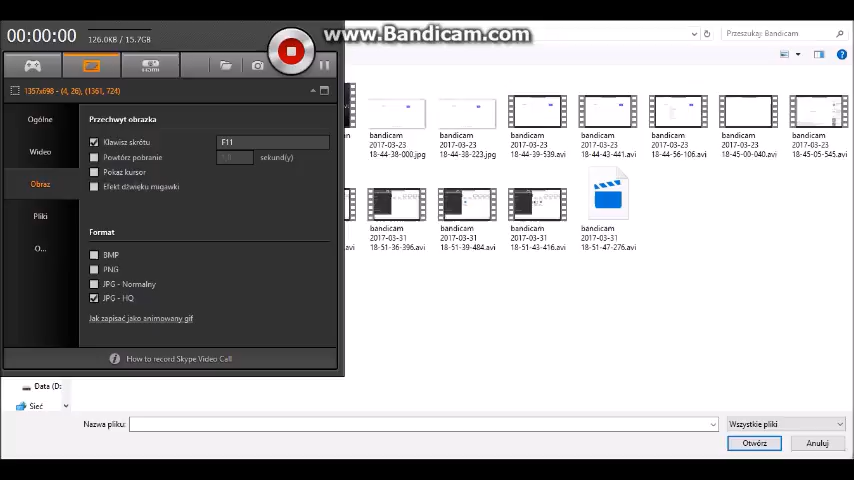 00:00:00
126.0KB / 15.7GB
www.Bandicam.com
Przeszukaj: Bandicam
HDMI
1357x698 - (4, 26), (1361, 724)
Ogólne
Wideo
Obraz
Pliki
O...
Przechwyt obrazka
Klawisz skrótu
F11
Powtórz pobranie
sekund(y)
Pokaż kursor
Efekt dźwięku migawki
Format
BMP
PNG
JPG - Normalny
JPG - HQ
Jak zapisać jako animowany gif
How to record Skype Video Call
bandicam
2017-03-23
18-44-38-000.jpg
bandicam
2017-03-23
18-44-38-223.jpg
bandicam
2017-03-23
18-44-39-539.avi
bandicam
2017-03-23
18-44-43-441.avi
bandicam
2017-03-23
18-44-56-106.avi
bandicam
2017-03-23
18-45-00-040.avi
bandicam
2017-03-23
18-45-05-545.avi
bandicam
2017-03-31
18-51-36-396.avi
bandicam
2017-03-31
18-51-39-484.avi
bandicam
2017-03-31
18-51-43-416.avi
bandicam
2017-03-31
18-51-47-276.avi
Data (D:
Sieć
Nazwa pliku:
Wszystkie pliki
Otwórz
Anuluj